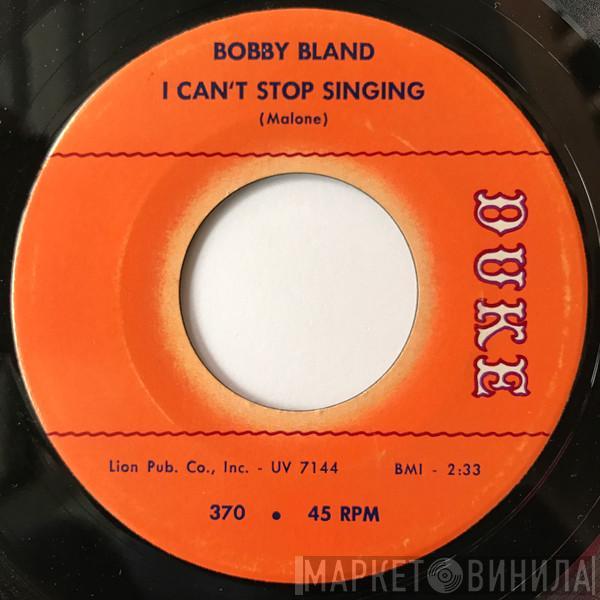 BOBBY BLAND
I CAN'T STOP SINGING
(Malone)
DUKE
Lion Pub. Co., Inc. - UV 7144 BMI - 2:33
370 • 45 RPM
МАРКЕТ ВИНИЛА